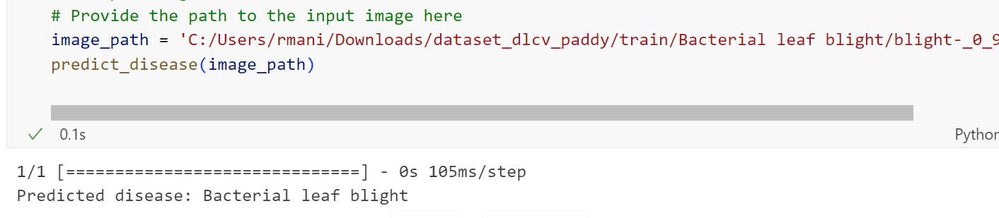 # Provide the path to the input image here
image_path = 'C:/Users/rmani/Downloads/dataset_dlcv_paddy/train/Bacterial leaf blight/blight-_0_9
predict_disease(image_path)
0.1s
Python
1/1 [==============================] - 0s 105ms/step
Predicted disease: Bacterial leaf blight